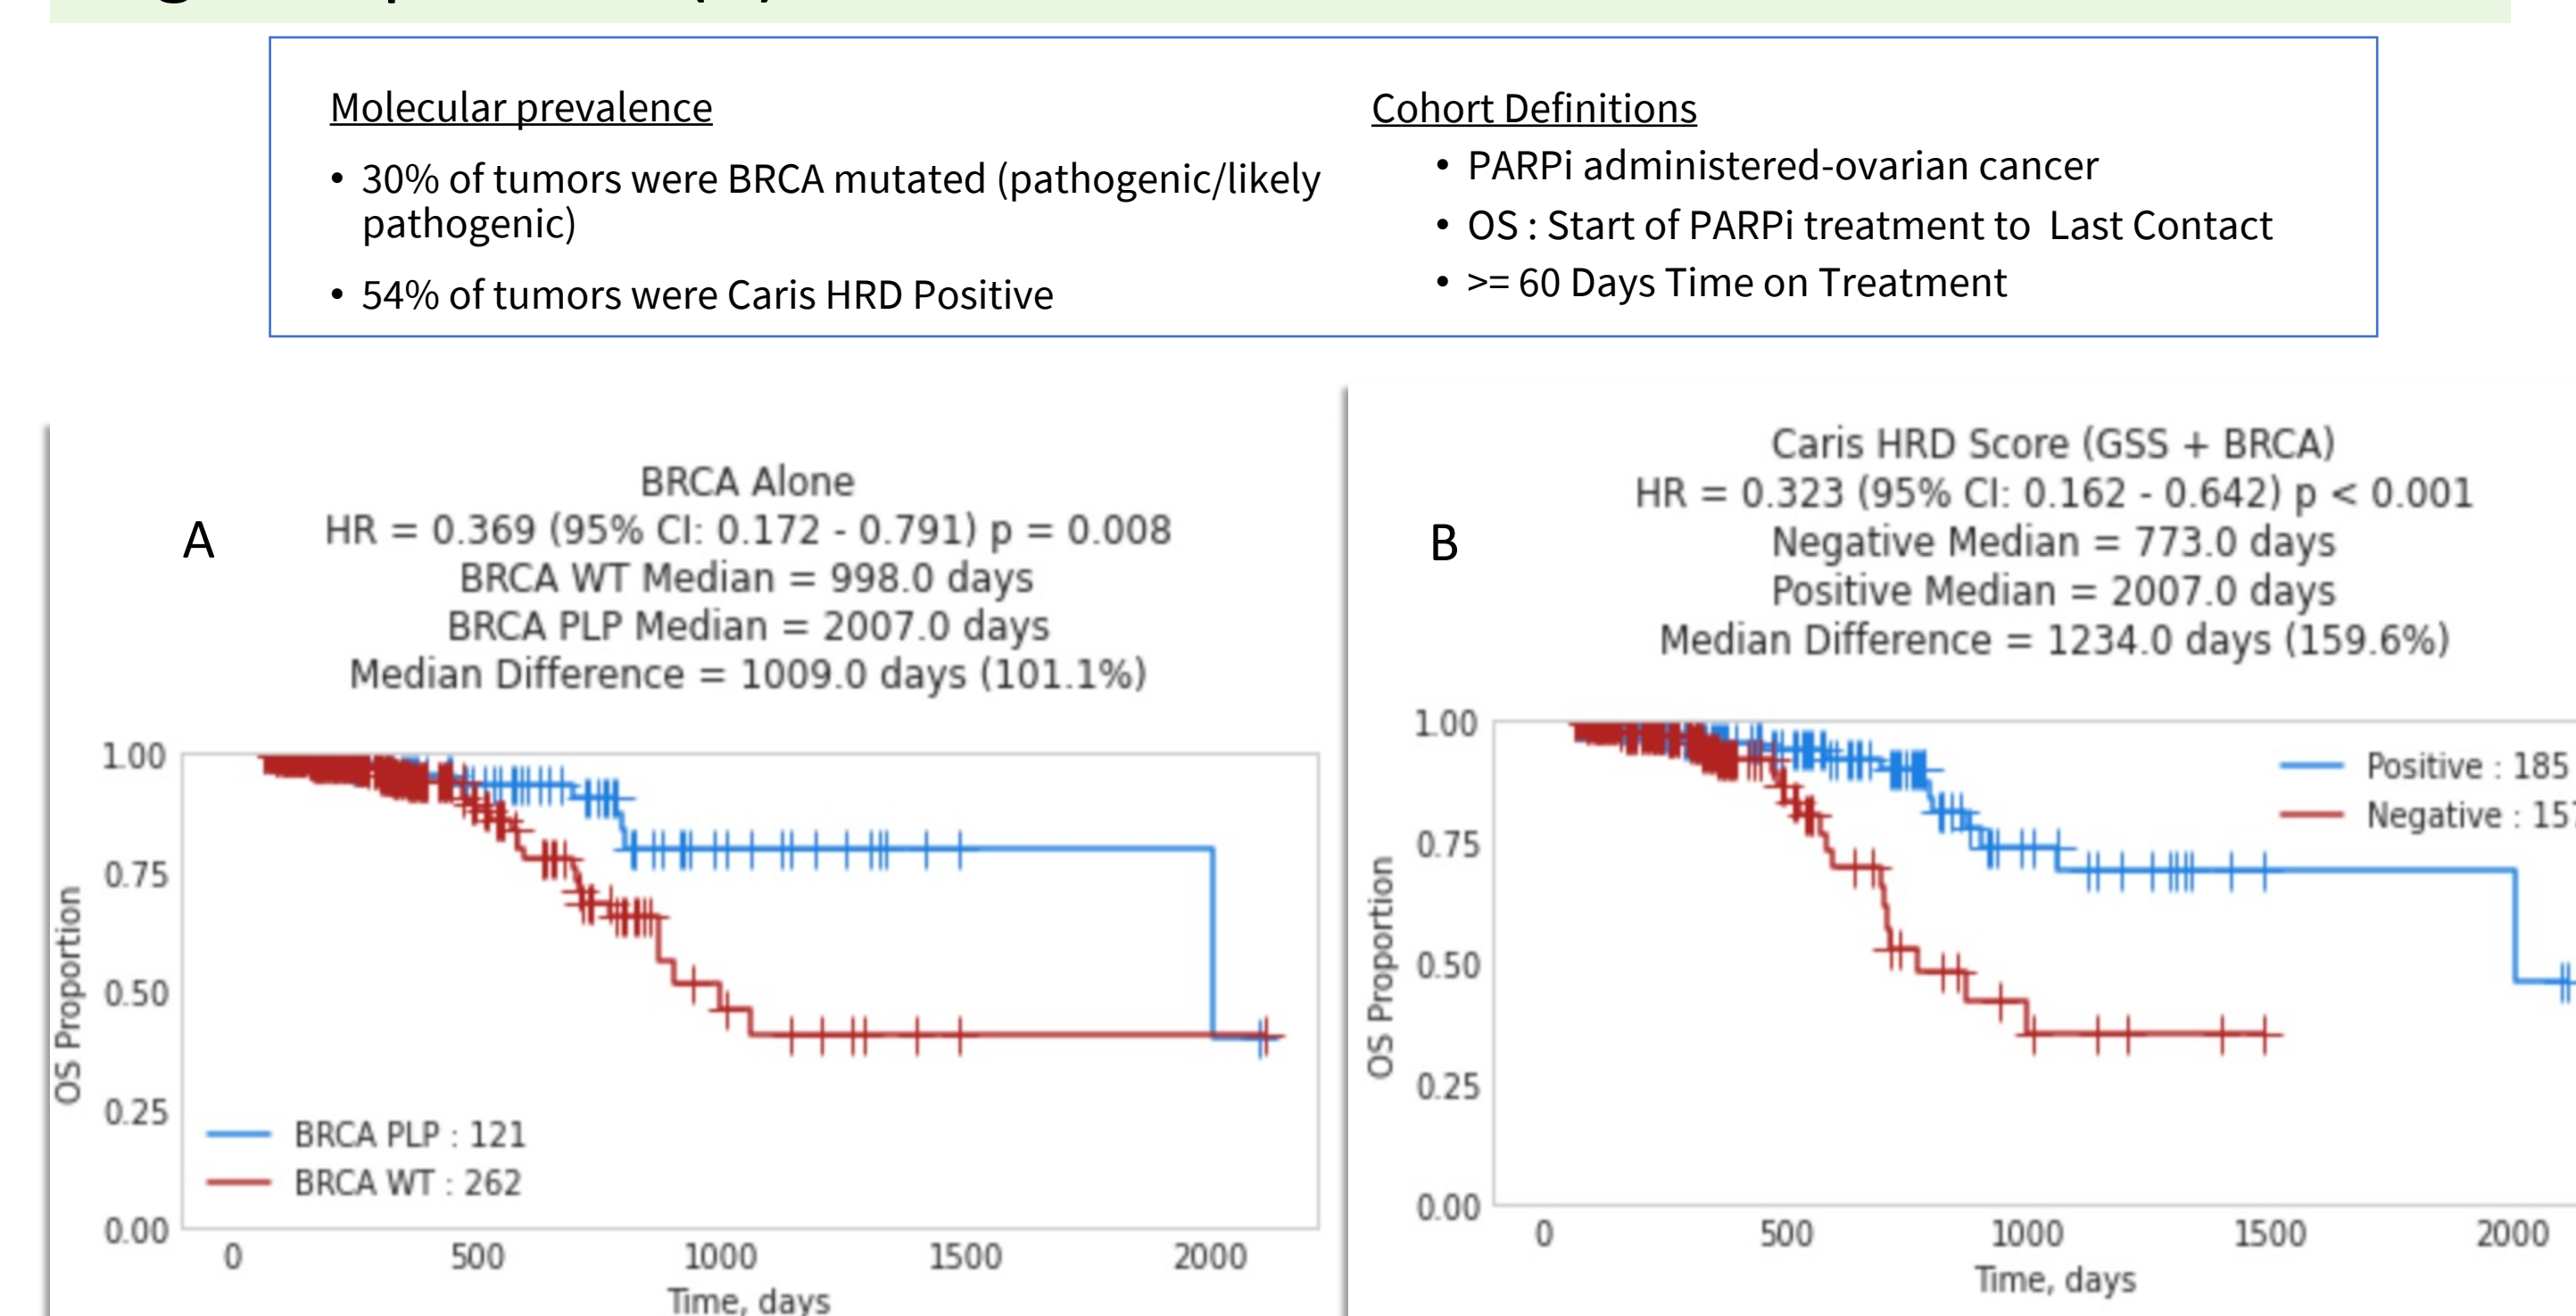 Molecular prevalence
• 30% of tumors were BRCA mutated (pathogenic/likely
pathogenic)
• 54% of tumors were Caris HRD Positive
Cohort Definitions
• PARPi administered-ovarian cancer
• OS : Start of PARPi treatment to Last Contact
• >= 60 Days Time on Treatment
A
BRCA Alone
HR = 0.369 (95% CI: 0.172 - 0.791) p = 0.008
BRCA WT Median = 998.0 days
BRCA PLP Median = 2007.0 days
Median Difference = 1009.0 days (101.1%)
1.00
0.75
0.50
0.25
0.00
OS Proportion
BRCA PLP : 121
BRCA WT : 262
0 500 1000 1500 2000
Time, days
B
Caris HRD Score (GSS + BRCA)
HR = 0.323 (95% CI: 0.162 - 0.642) p < 0.001
Negative Median = 773.0 days
Positive Median = 2007.0 days
Median Difference = 1234.0 days (159.6%)
1.00
0.75
0.50
0.25
0.00
OS Proportion
Positive : 185
Negative : 157
0 500 1000 1500 2000
Time, days